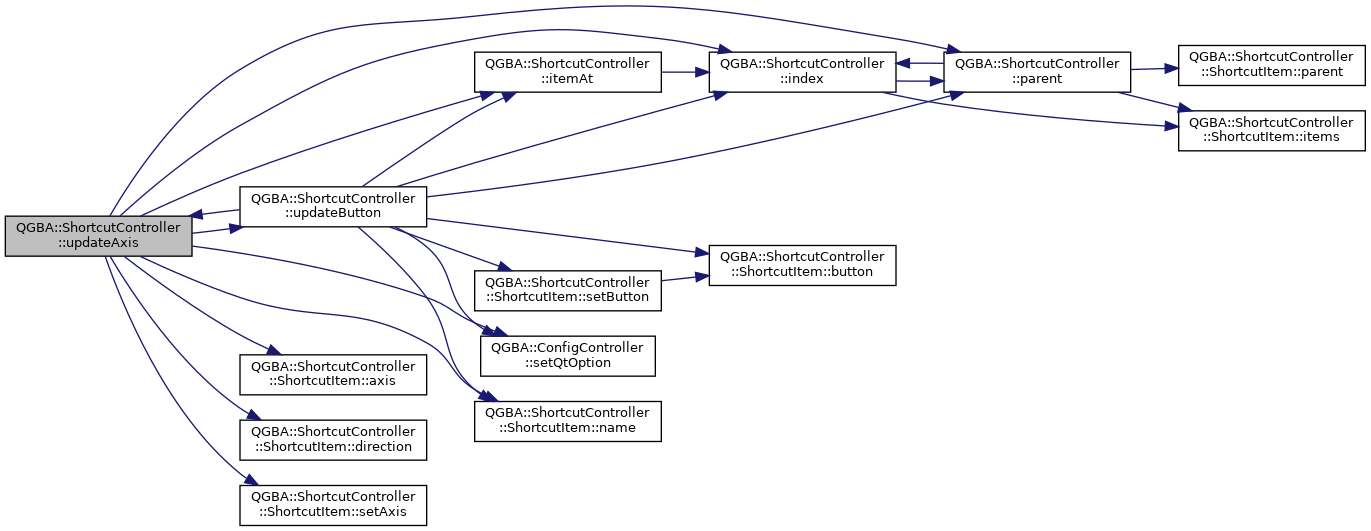 QGBA::ShortcutController
::updateAxis
QGBA::ShortcutController
::updateButton
QGBA::ShortcutController
::itemAt
QGBA::ShortcutController
::index
QGBA::ShortcutController
::parent
QGBA::ShortcutController
::ShortcutItem::parent
QGBA::ShortcutController
::ShortcutItem::items
QGBA::ShortcutController
::ShortcutItem::button
QGBA::ShortcutController
::ShortcutItem::setButton
QGBA::ConfigController
::setQtOption
QGBA::ShortcutController
::ShortcutItem::name
QGBA::ShortcutController
::ShortcutItem::axis
QGBA::ShortcutController
::ShortcutItem::direction
QGBA::ShortcutController
::ShortcutItem::setAxis